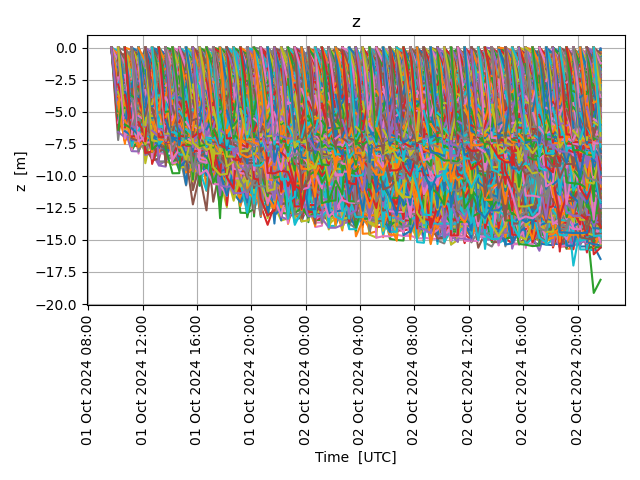 z
0.0
−2.5
−5.0
−7.5
−10.0
−12.5
−15.0
−17.5
−20.0
z [m]
01 Oct 2024 08:00
01 Oct 2024 12:00
01 Oct 2024 16:00
01 Oct 2024 20:00
02 Oct 2024 00:00
02 Oct 2024 04:00
02 Oct 2024 08:00
02 Oct 2024 12:00
02 Oct 2024 16:00
02 Oct 2024 20:00
Time [UTC]